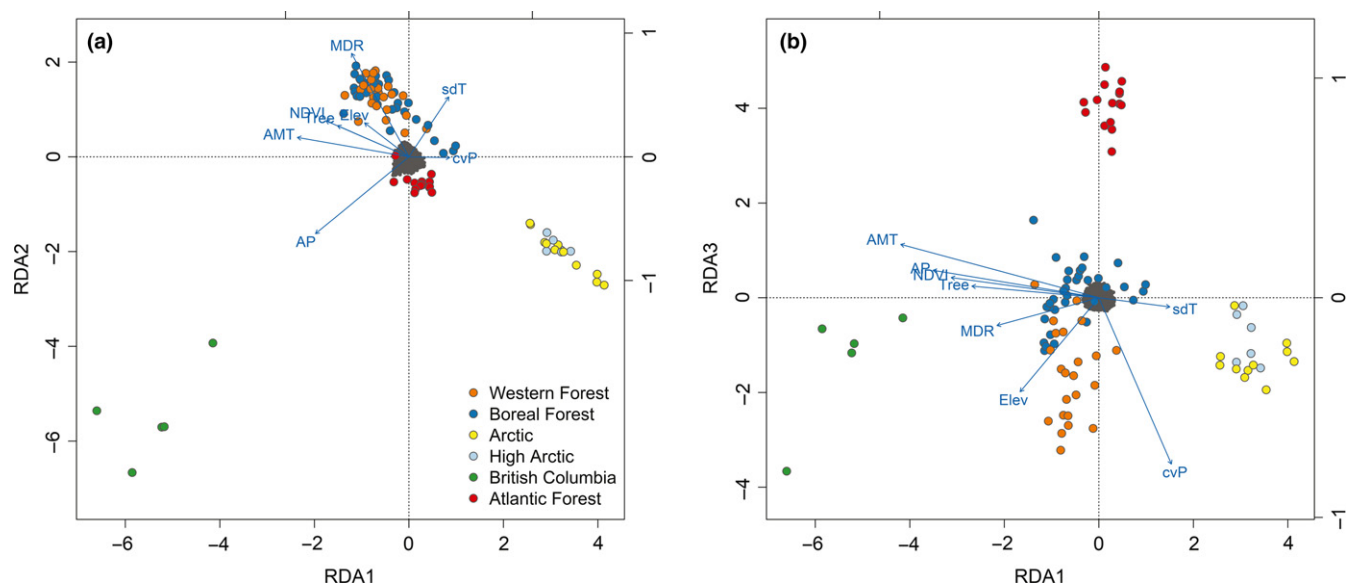 (a)
MDR
sdT
NDVI
Tree
Elev
AMT
cvP
AP
Western Forest
Boreal Forest
Arctic
High Arctic
British Columbia
Atlantic Forest
2
0
−2
−4
−6
RDA2
1
0
−1
−6
−4
−2
0
2
4
RDA1
(b)
AMT
AP
NDVI
Tree
sdT
MDR
Elev
cvP
4
2
0
−2
−4
RDA3
1
0
−1
−6
−4
−2
0
2
4
RDA1